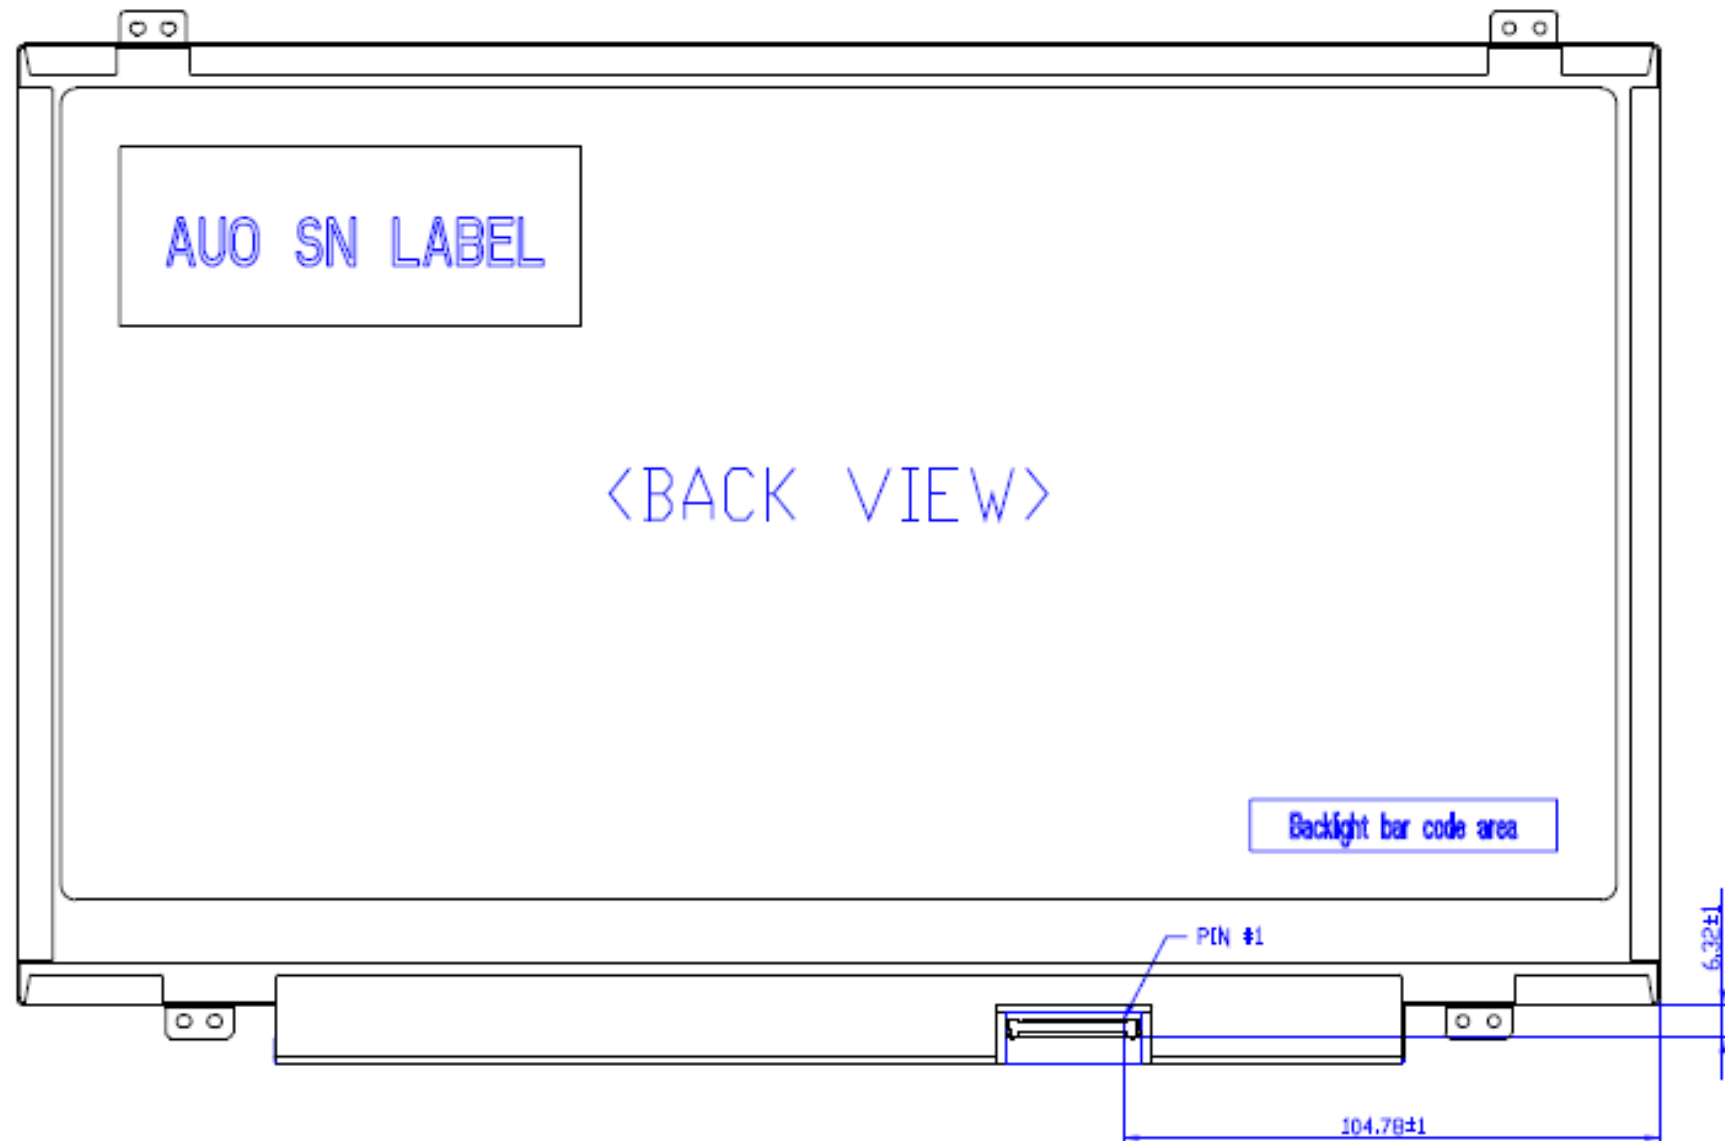 AUO SN LABEL
<BACK VIEW>
Backlight bar code area
PIN #1
6.32±1
104.78±1